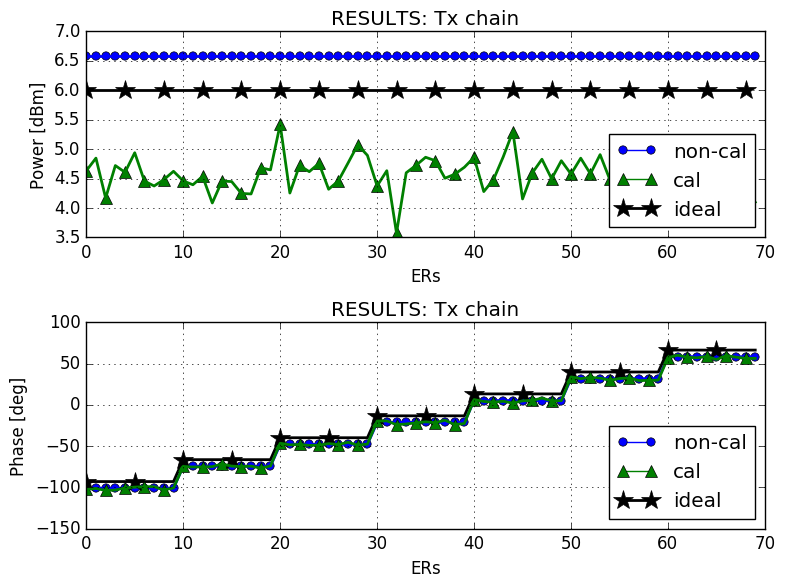 RESULTS: Tx chain
7.0
6.5
6.0
5.5
5.0
4.5
4.0
3.5
Power [dBm]
non-cal
cal
ideal
0 10 20 30 40 50 60 70
ERs
RESULTS: Tx chain
100
50
0
−50
−100
−150
Phase [deg]
non-cal
cal
ideal
0 10 20 30 40 50 60 70
ERs